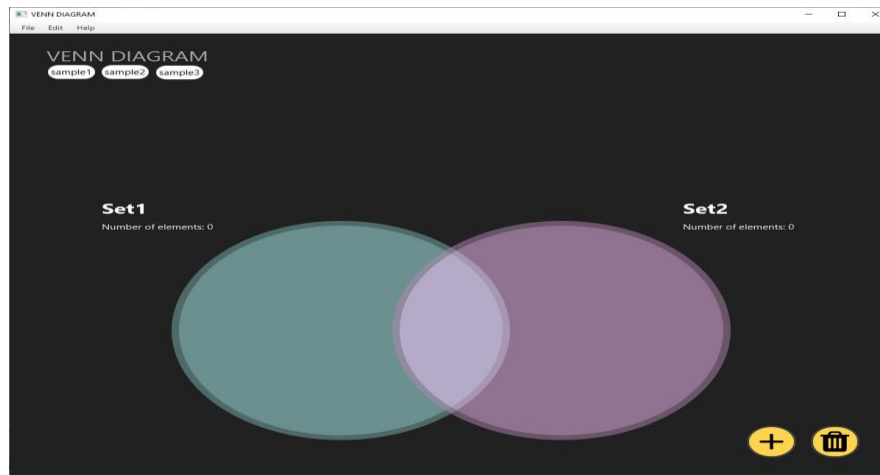 VENN DIAGRAM
File Edit Help
VENN DIAGRAM
sample1 sample2 sample3
Set1
Number of elements: 0
Set2
Number of elements: 0